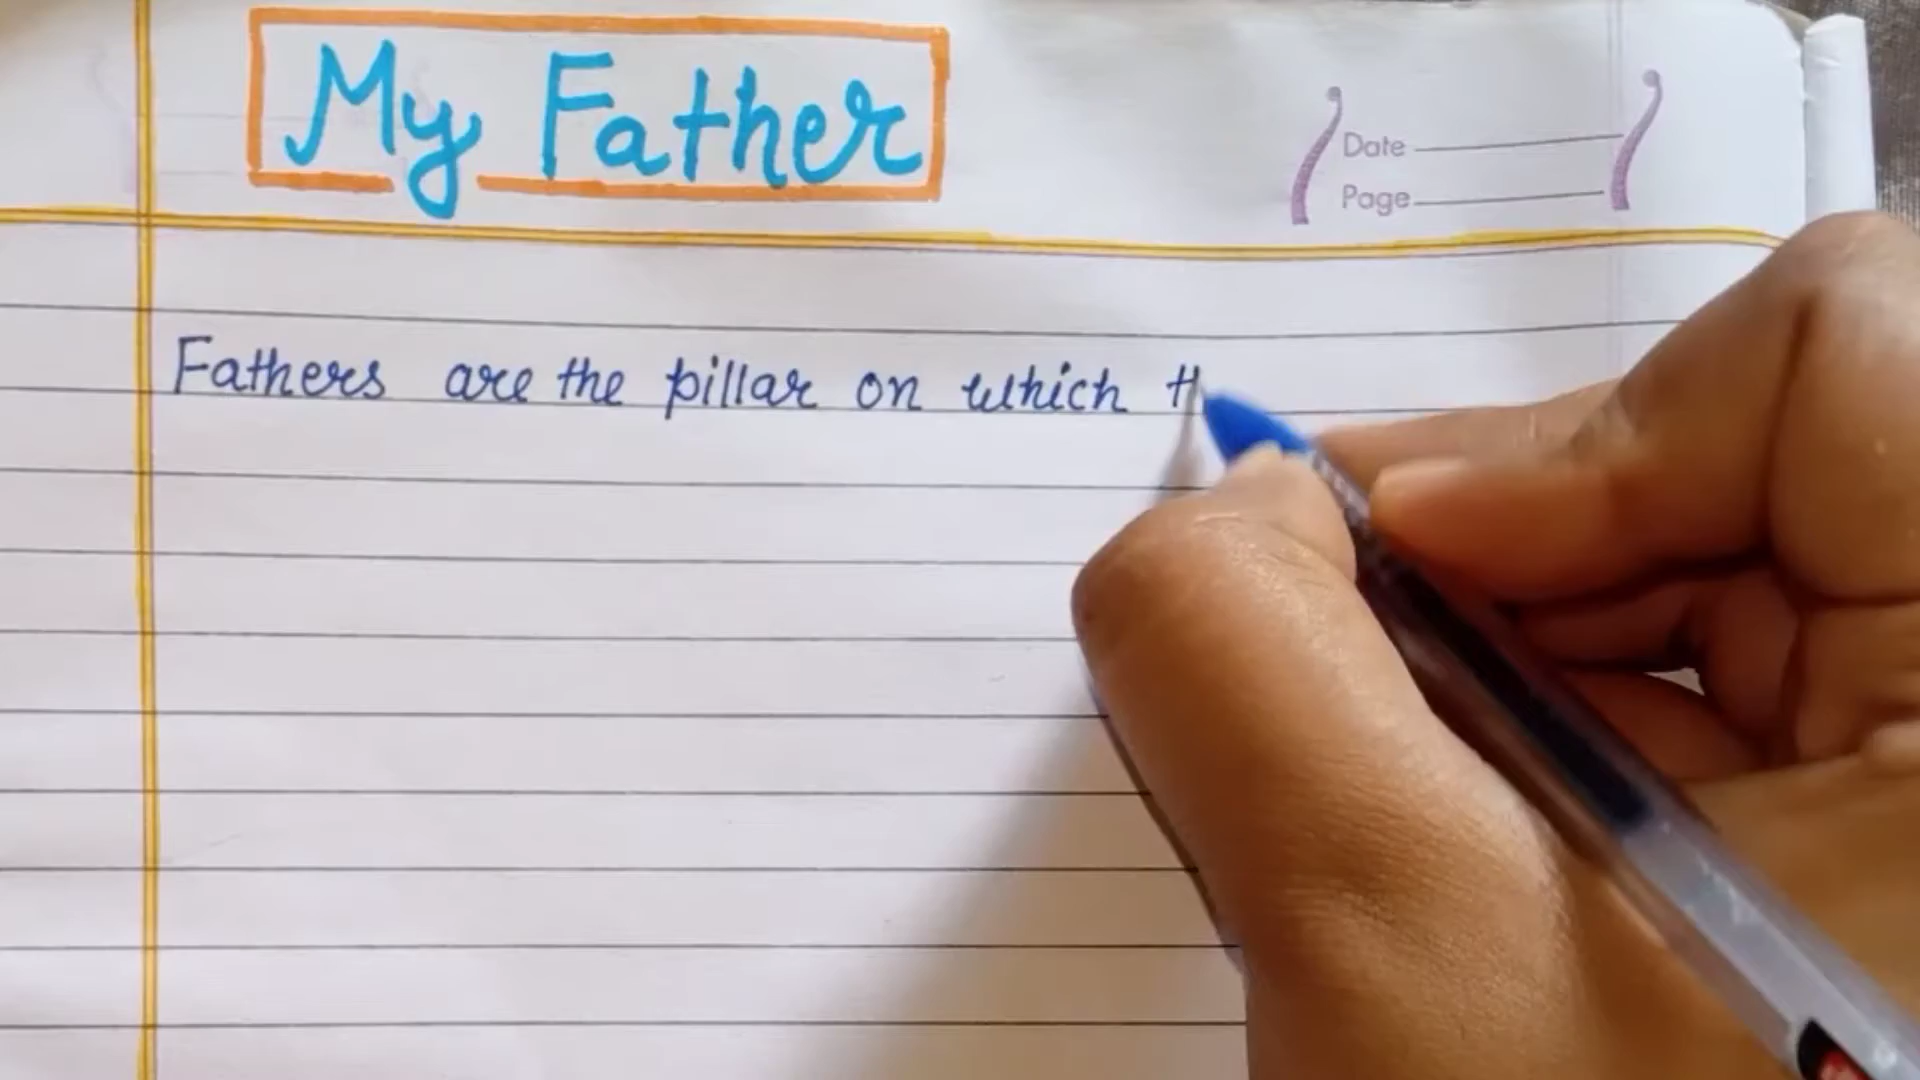 My Father
Date
Page
Fathers are the pillar on which